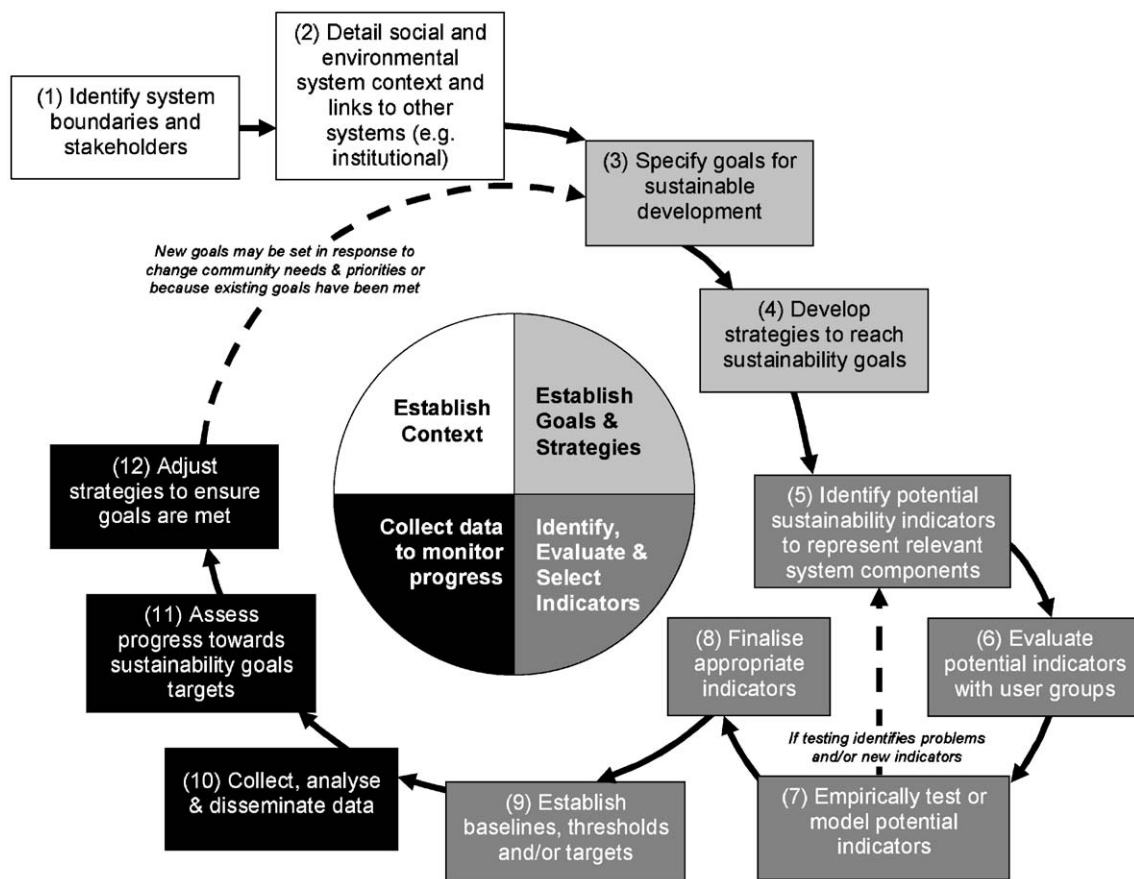 (1) Identify system
boundaries and
stakeholders
(2) Detail social and
environmental
system context and
links to other
systems (e.g.
institutional)
(3) Specify goals for
sustainable
development
New goals may be set in response to
change community needs & priorities or
because existing goals have been met
(4) Develop
strategies to reach
sustainability goals
Establish
Context
Establish
Goals &
Strategies
Collect data
to monitor
progress
Identify,
Evaluate &
Select
Indicators
(5) Identify potential
sustainability indicators
to represent relevant
system components
(6) Evaluate
potential indicators
with user groups
If testing identifies problems
and/or new indicators
(7) Empirically test or
model potential
indicators
(8) Finalise
appropriate
indicators
(9) Establish
baselines, thresholds
and/or targets
(10) Collect, analyse
& disseminate data
(11) Assess
progress towards
sustainability goals
targets
(12) Adjust
strategies to ensure
goals are met